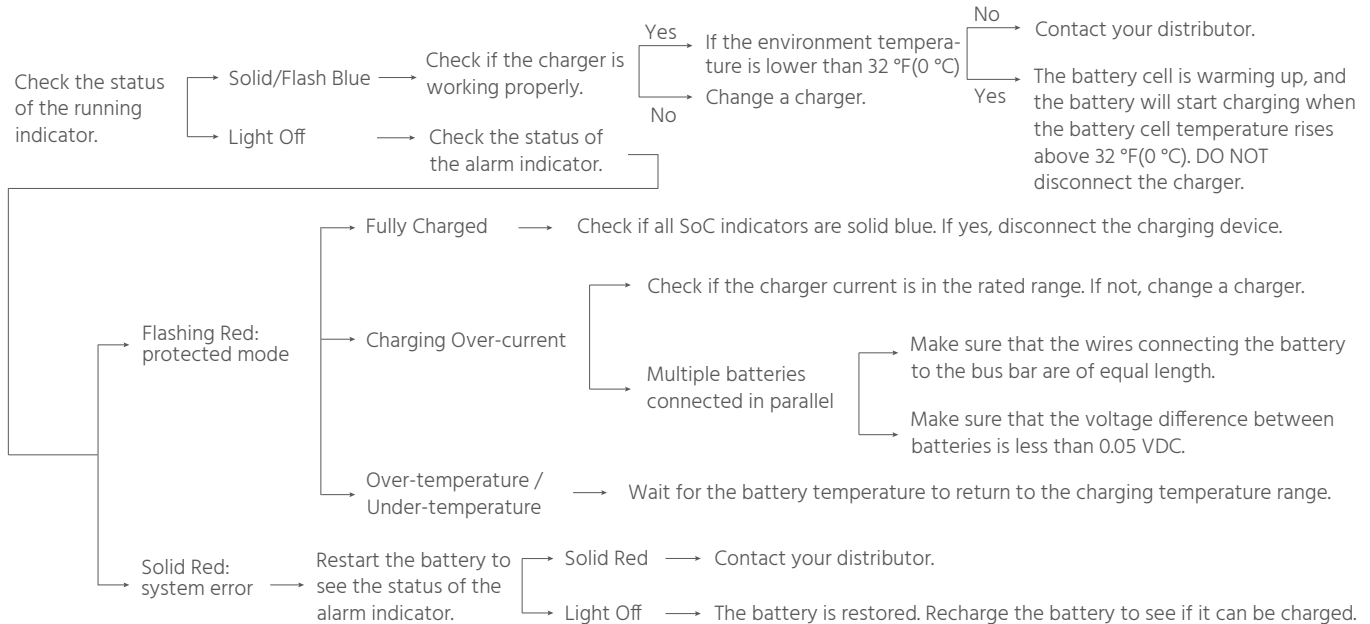 Check the status
of the running
indicator.
Solid/Flash Blue
Check if the charger is
working properly.
Yes
If the environment tempera-
ture is lower than 32 °F(0 °C)
No
Contact your distributor.
Yes
The battery cell is warming up, and
the battery will start charging when
the battery cell temperature rises
above 32 °F(0 °C). DO NOT
disconnect the charger.
No
Change a charger.
Light Off
Check the status of
the alarm indicator.
Flashing Red:
protected mode
Fully Charged
Check if all SoC indicators are solid blue. If yes, disconnect the charging device.
Charging Over-current
Check if the charger current is in the rated range. If not, change a charger.
Multiple batteries
connected in parallel
Make sure that the wires connecting the battery
to the bus bar are of equal length.
Make sure that the voltage difference between
batteries is less than 0.05 VDC.
Over-temperature /
Under-temperature
Wait for the battery temperature to return to the charging temperature range.
Solid Red:
system error
Restart the battery to
see the status of the
alarm indicator.
Solid Red
Contact your distributor.
Light Off
The battery is restored. Recharge the battery to see if it can be charged.